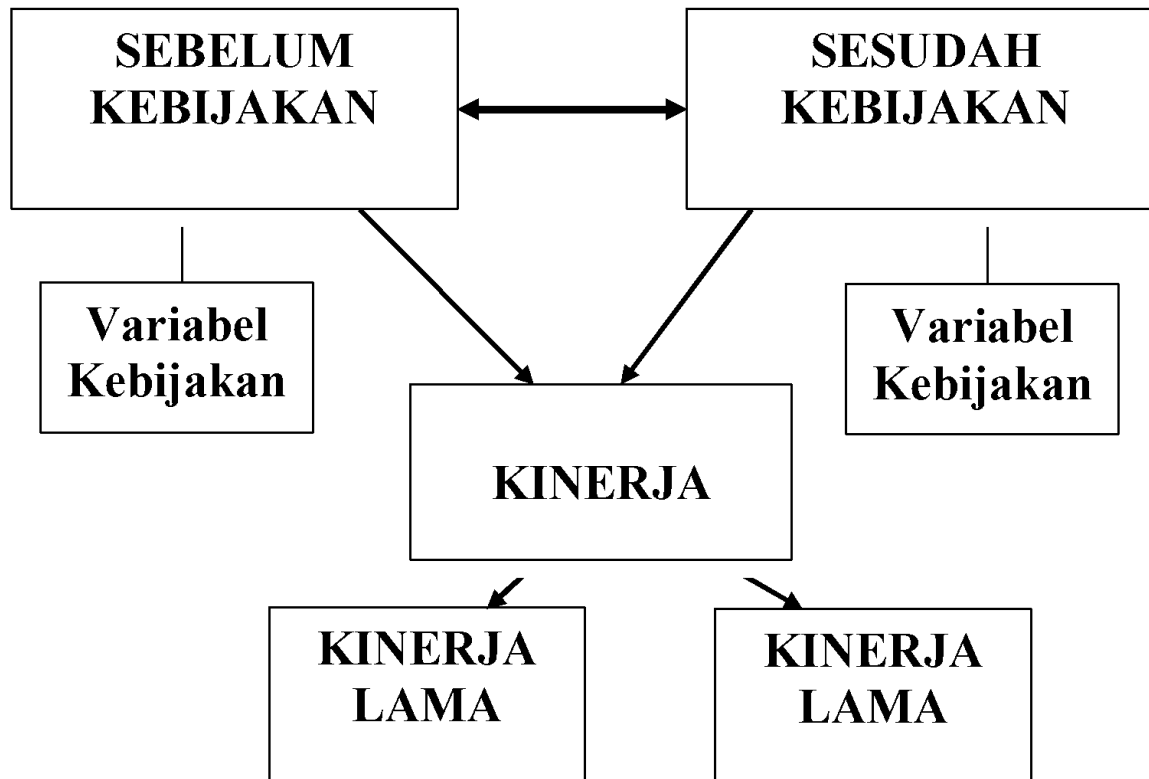 SEBELUM
KEBIJAKAN
SESUDAH
KEBIJAKAN
Variabel
Kebijakan
Variabel
Kebijakan
KINERJA
KINERJA
LAMA
KINERJA
LAMA